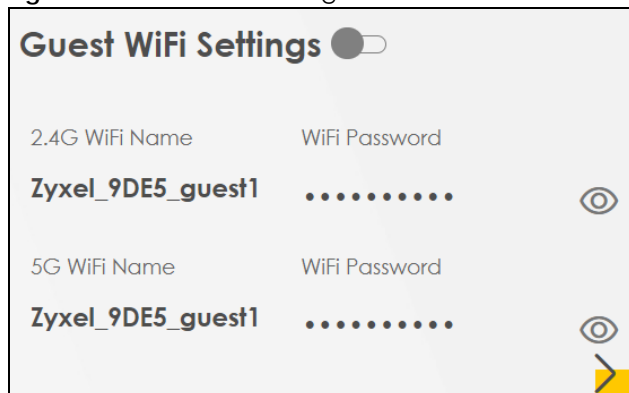 Guest WiFi Settings
2.4G WiFi Name WiFi Password
Zyxel_9DE5_guest1 ••••••••••
5G WiFi Name WiFi Password
Zyxel_9DE5_guest1 ••••••••••